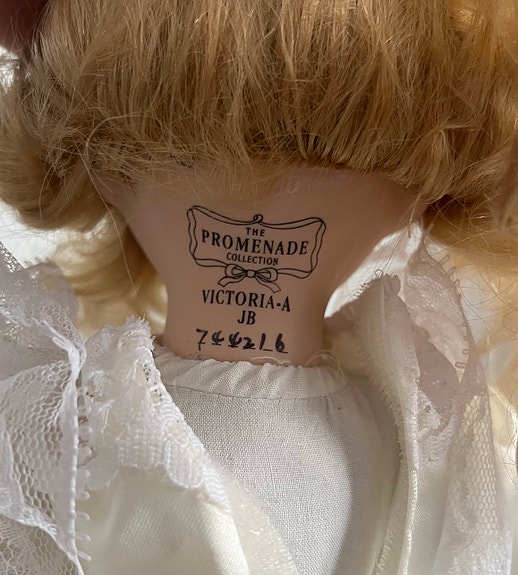 THE
PROMENADE
COLLECTION
VICTORIA-A
JB
744216